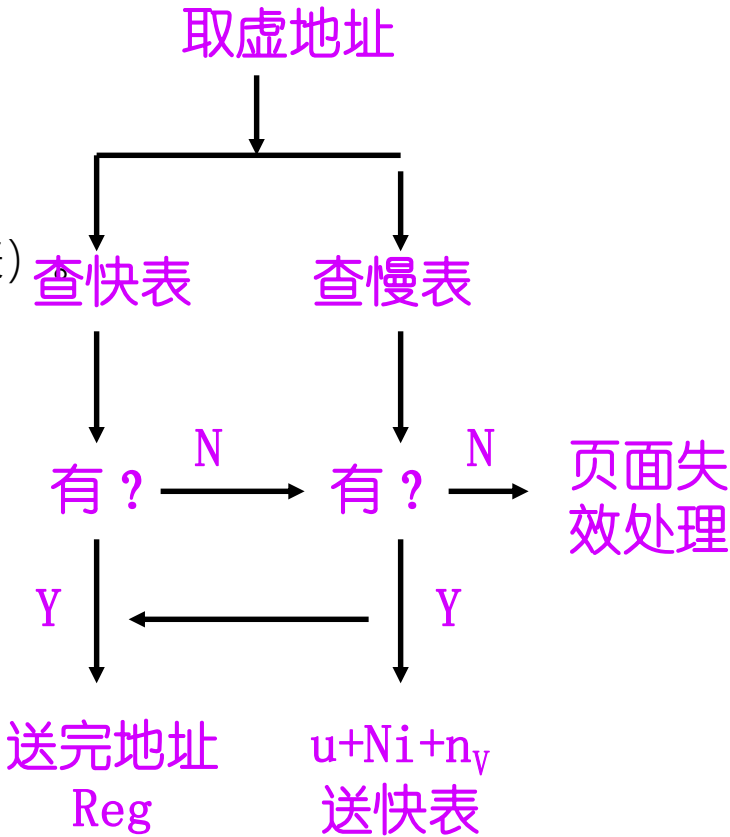 取虚地址
)。
查快表 查慢表
N N
有? 有? 页面失
效处理
Y Y
送完地址 u+Ni+nV
Reg 送快表